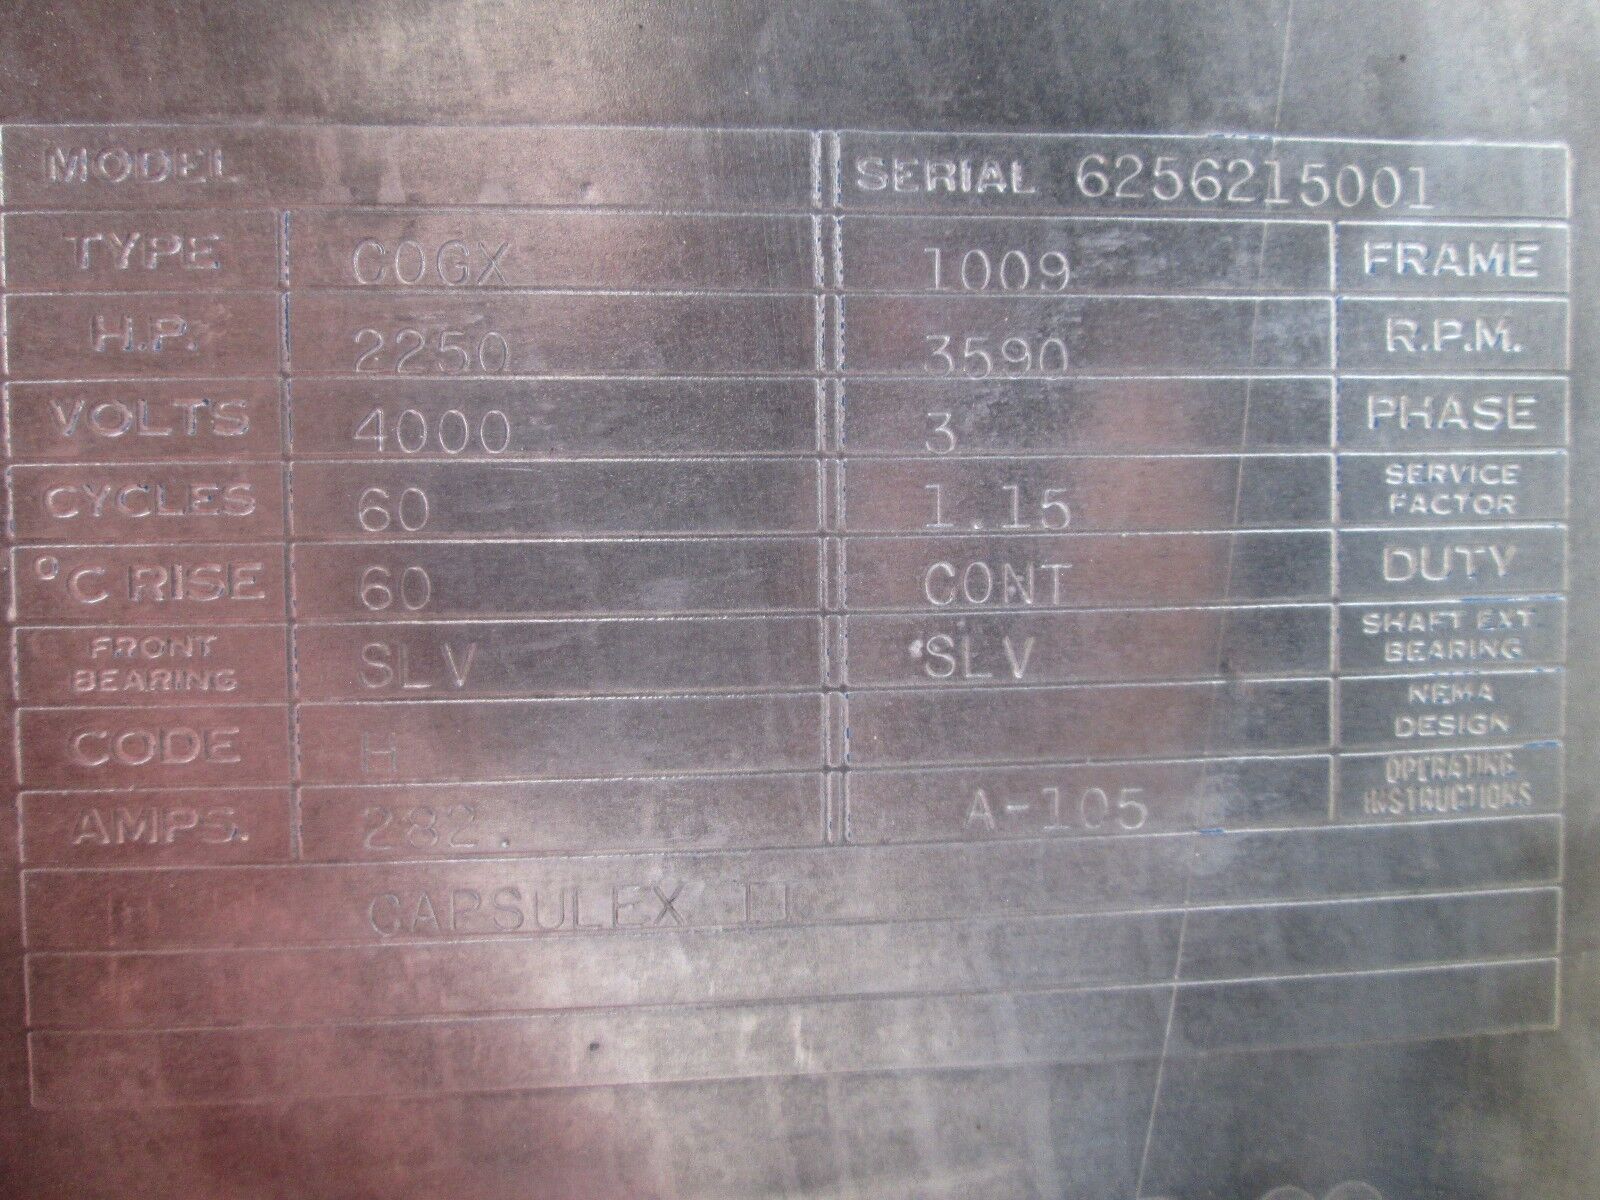 MODEL SERIAL 6256215001
TYPE COGX 1009 FRAME
H.P. 2250 3590 R.P.M.
VOLTS 4000 3 PHASE
CYCLES 60 1.15 SERVICE FACTOR
°C RISE 60 CONT DUTY
FRONT BEARING SLV SLV SHAFT EXT BEARING
CODE H NEMA DESIGN
AMPS. 282. A-105 OPERATING INSTRUCTIONS
CAPSULEX II